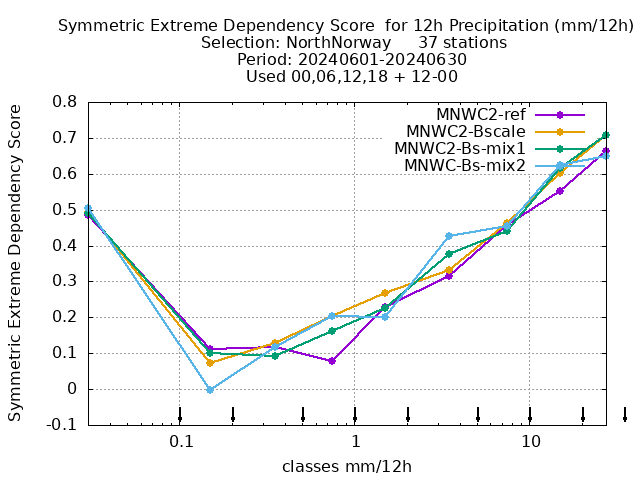 Symmetric Extreme Dependency Score  for 12h Precipitation (mm/12h)
Selection: NorthNorway     37 stations
Period: 20240601-20240630
Used 00,06,12,18 + 12-00
MNWC2-ref
MNWC2-Bscale
MNWC2-Bs-mix1
MNWC-Bs-mix2
Symmetric Extreme Dependency Score
0.8
0.7
0.6
0.5
0.4
0.3
0.2
0.1
0
-0.1
0.1
1
10
classes mm/12h